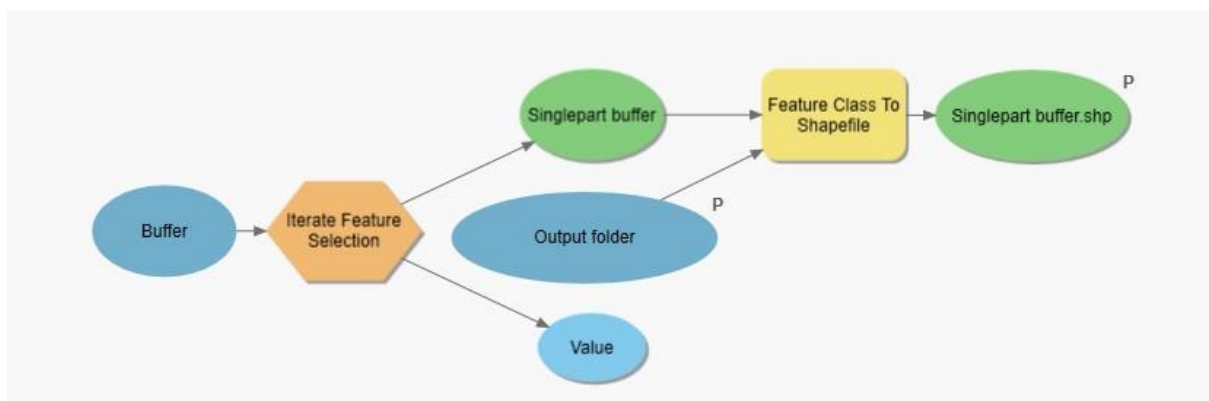 Buffer
Iterate Feature
Selection
Singlepart buffer
Output folder
P
Value
Feature Class To
Shapefile
Singlepart buffer.shp
P